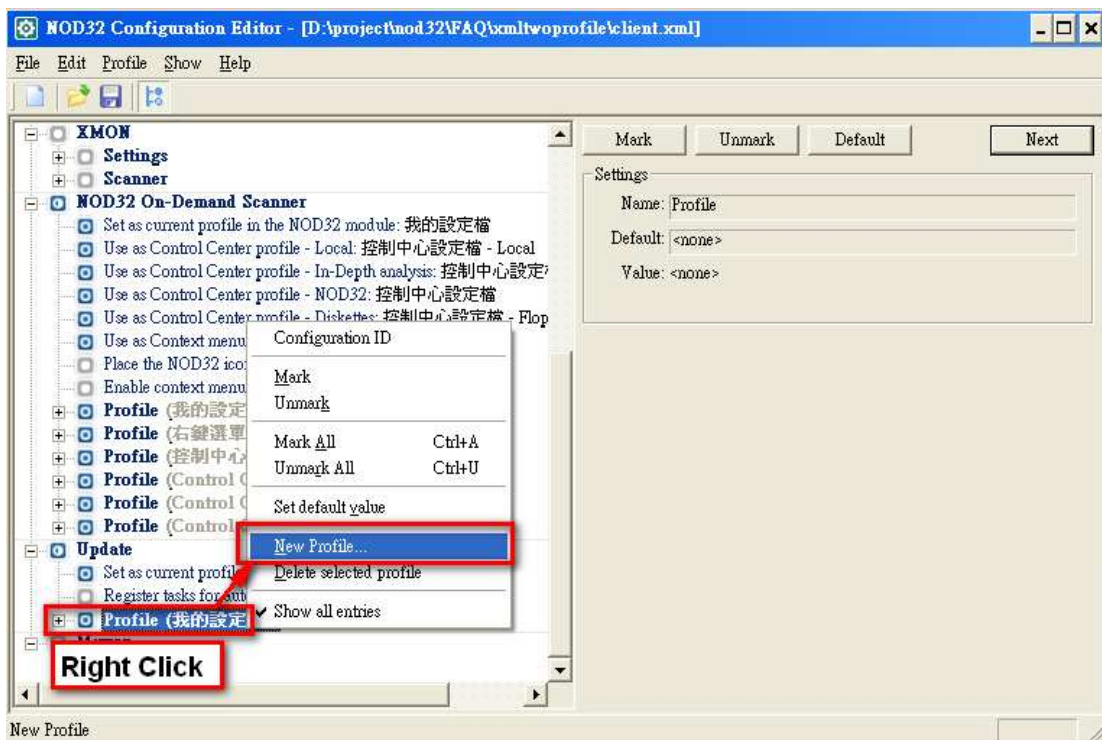 NOD32 Configuration Editor - [D:\project\nod32\FAQ\xmltwoprofile\client.xml]
File Edit Profile Show Help
XMON
Settings
Scanner
NOD32 On-Demand Scanner
Set as current profile in the NOD32 module: 我的設定檔
Use as Control Center profile - Local: 控制中心設定檔 - Local
Use as Control Center profile - In-Depth analysis: 控制中心設定
Use as Control Center profile - NOD32: 控制中心設定檔
Use as Control Center profile - Diskettes: 控制中心設定檔 - Flop
Use as Context menu
Place the NOD32 ico
Enable context menu
Profile (我的設定
Profile (右鍵選單
Profile (控制中心
Profile (Control C
Profile (Control C
Profile (Control
Update
Set as current profil
Register tasks for aut
Profile (我的設定
Right Click
Configuration ID
Mark
Unmark
Mark All Ctrl+A
Unmark All Ctrl+U
Set default value
New Profile...
Delete selected profile
Show all entries
Mark Unmark Default Next
Settings
Name: Profile
Default: <none>
Value: <none>
New Profile